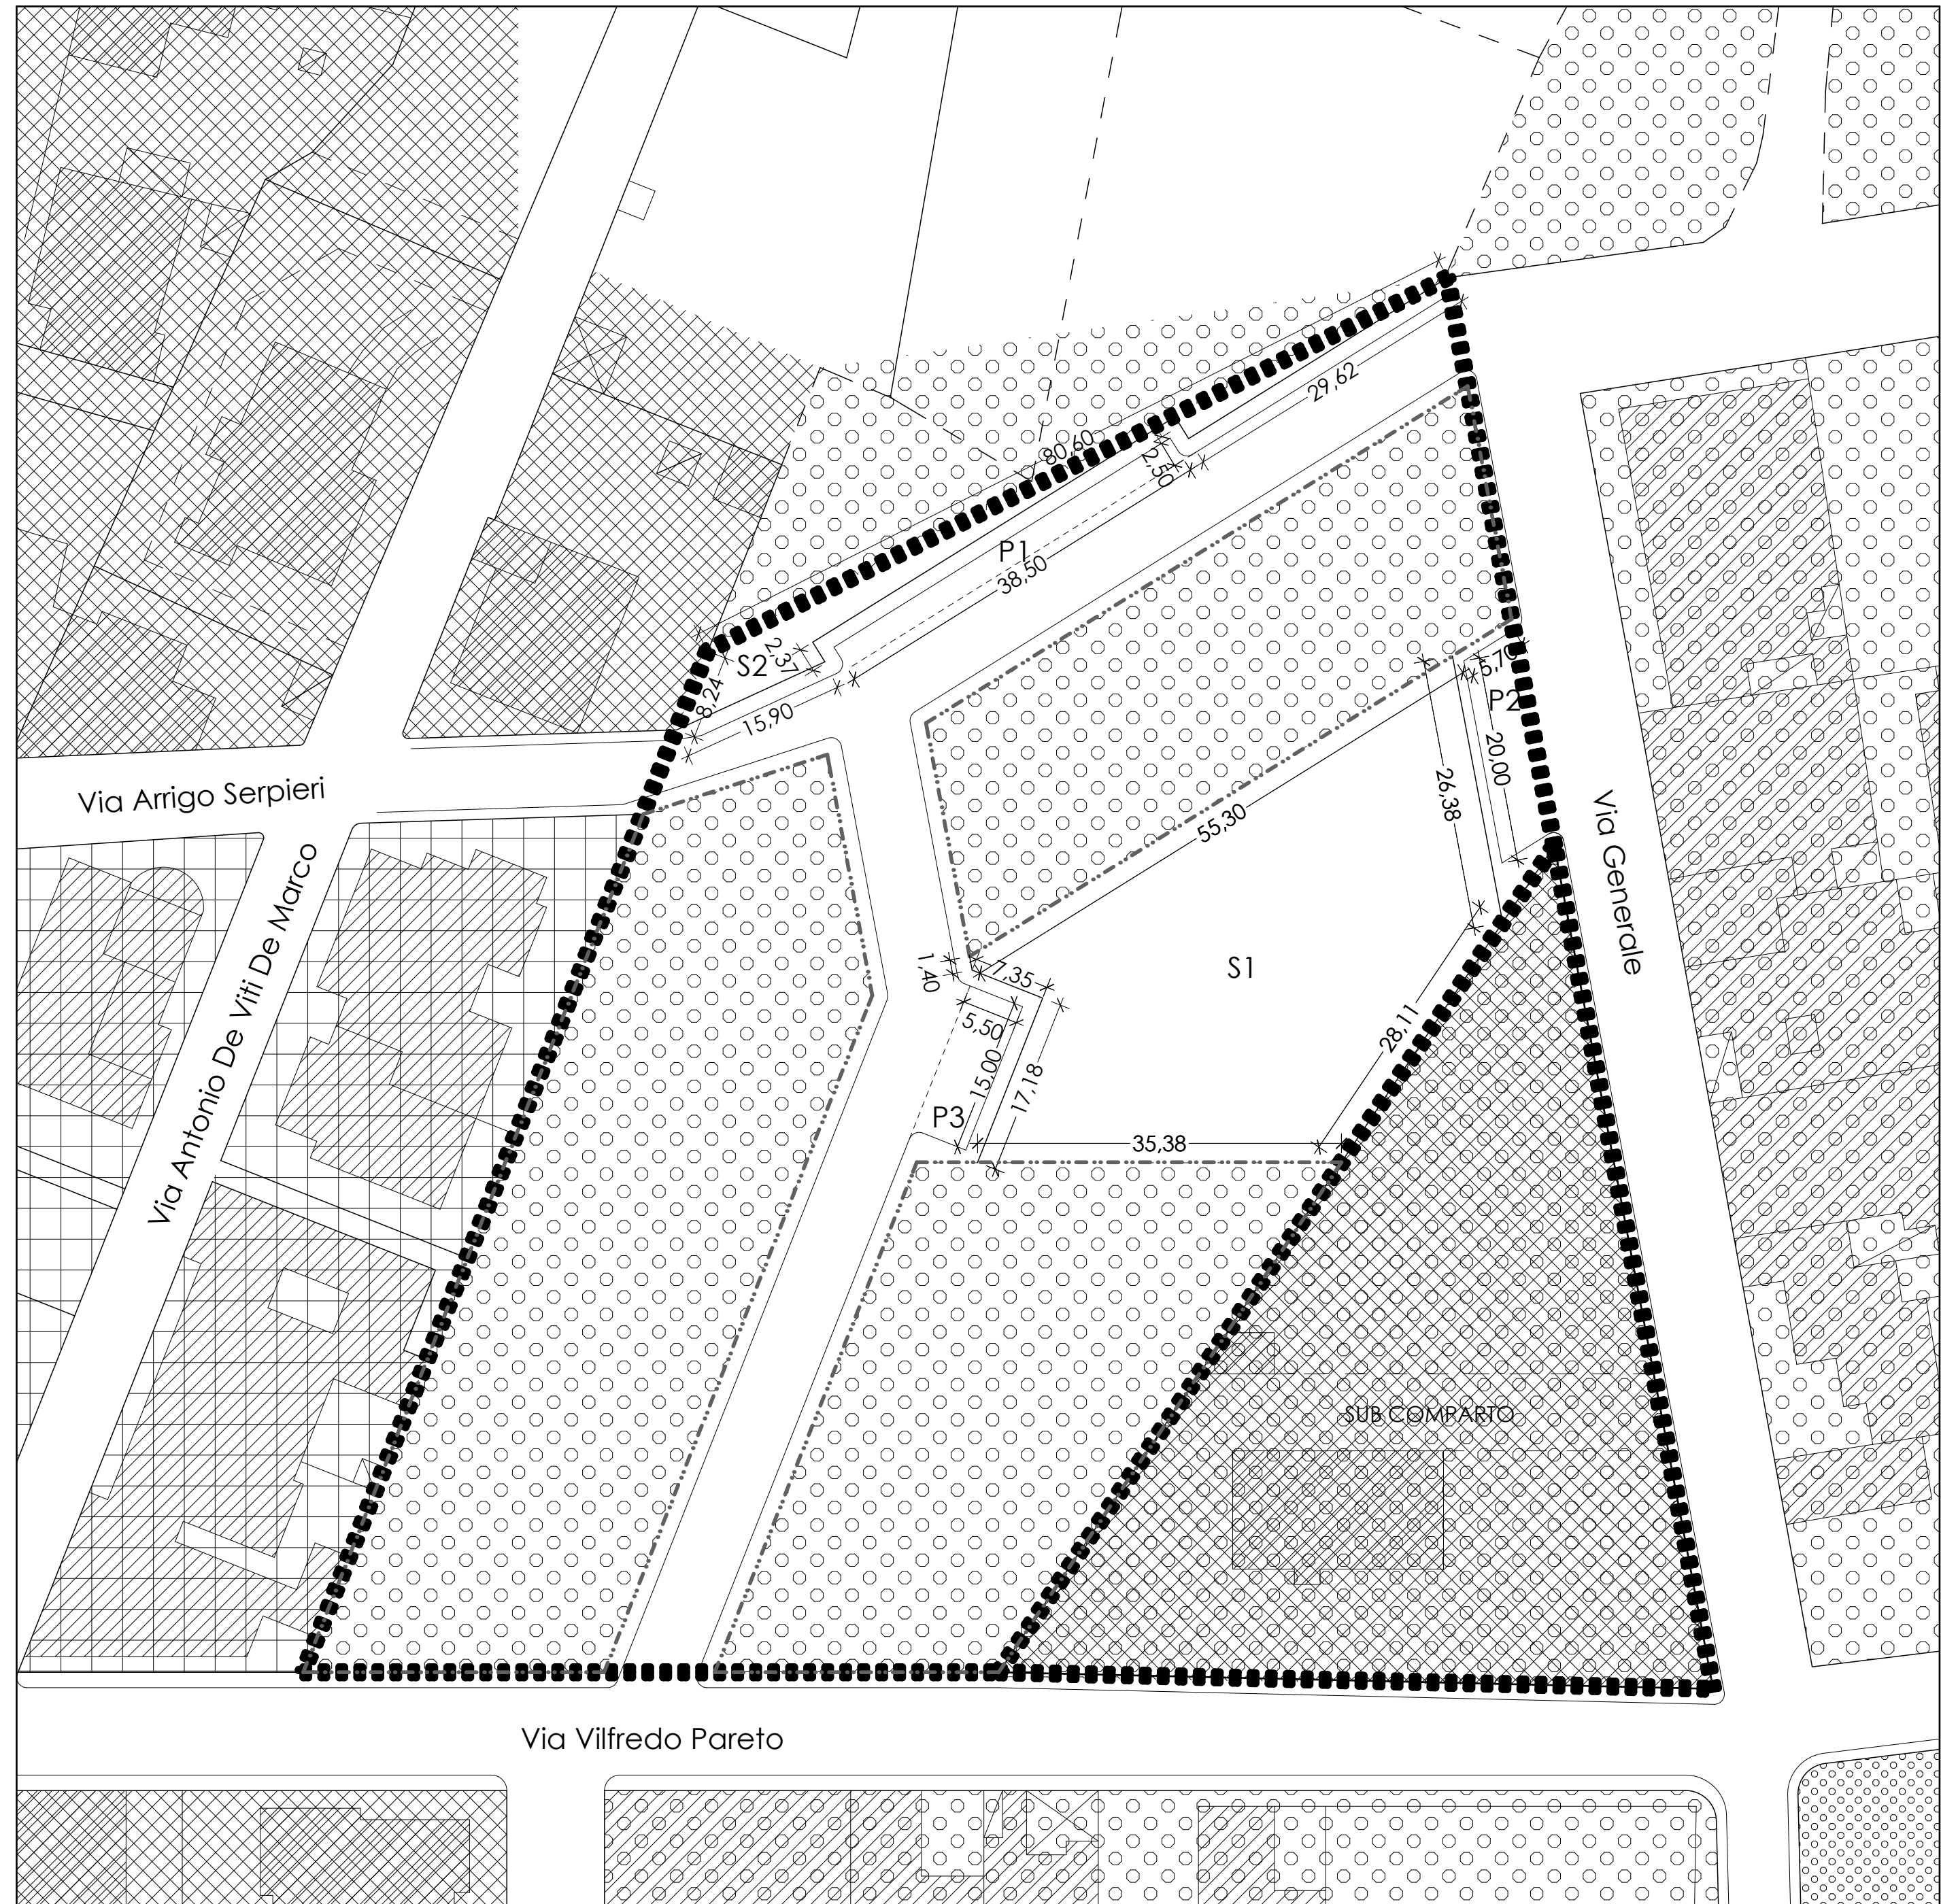 80,60
29,62
2,50
P1
38,50
S2
2,37
8,24
15,90
5,70
P2
20,00
26,38
55,30
Via Arrigo Serpieri
Via Antonio De Viti De Marco
Via Generale
1,40
7,35
S1
5,50
15,00
17,18
28,11
P3
35,38
SUB COMPARTO
Via Vilfredo Pareto